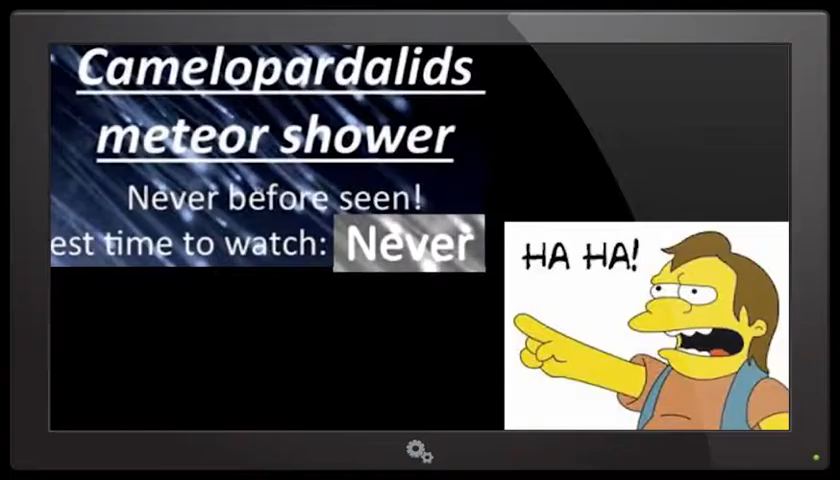 Camelopardalids
meteor shower
Never before seen!
est time to watch: Never
HA HA!